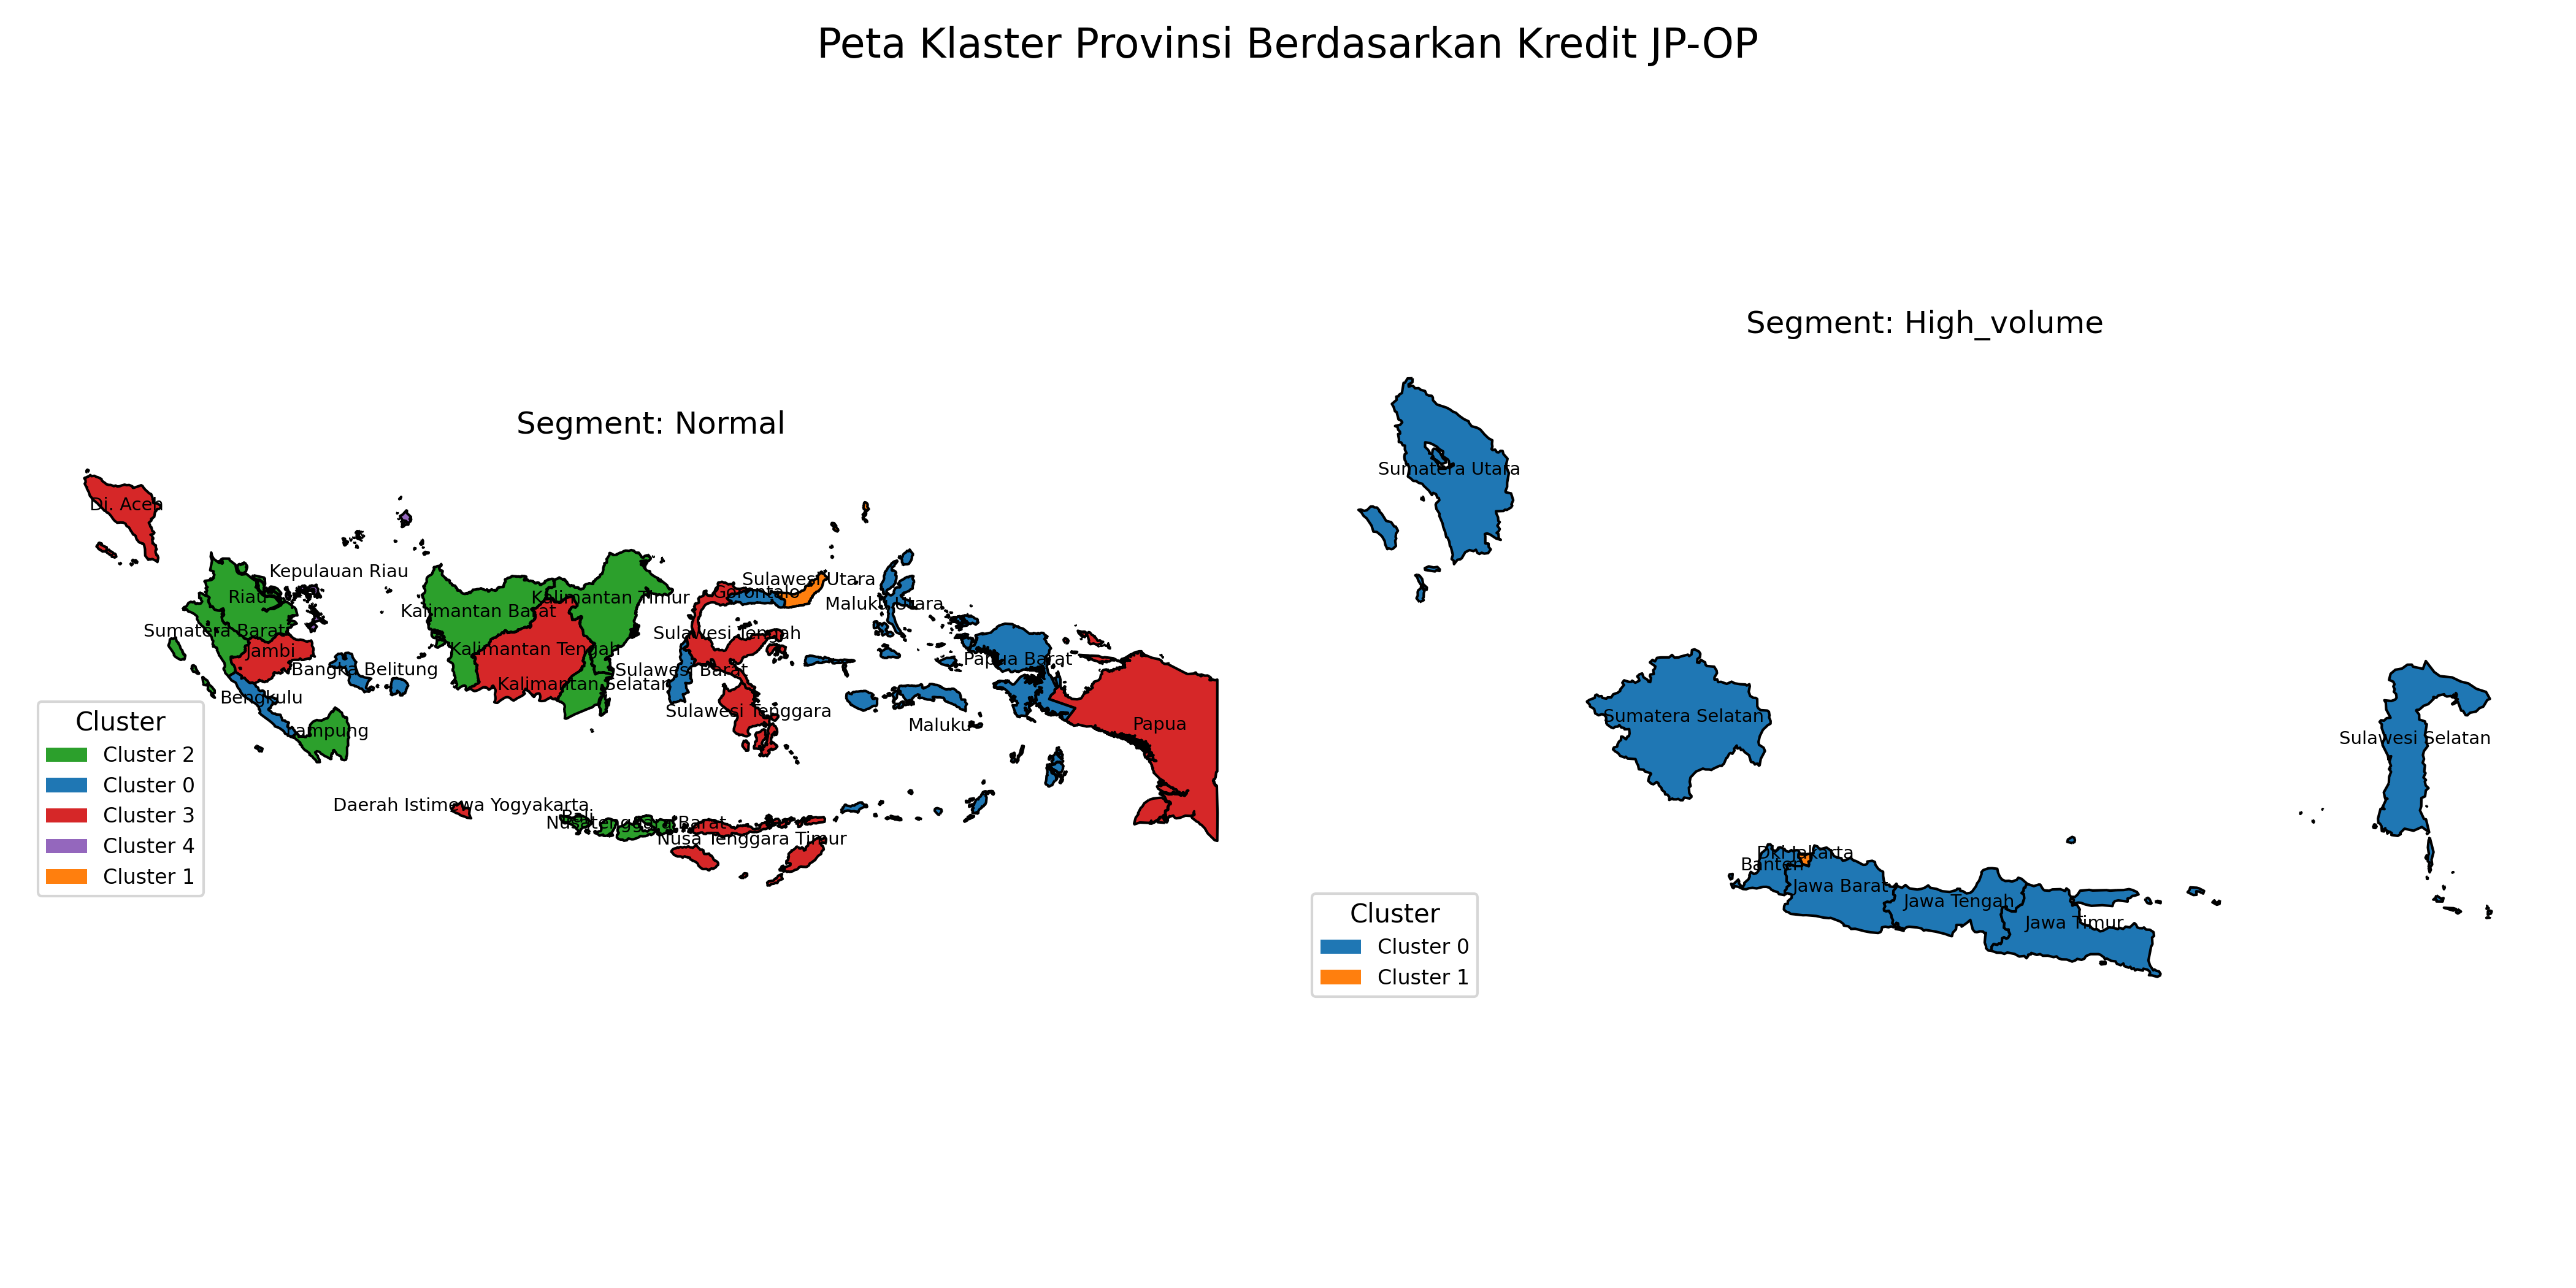 Peta Klaster Provinsi Berdasarkan Kredit JP-OP
Segment: Normal
Di. Aceh
Kepulauan Riau
Riau
Sumatera Barat
Jambi
Bangka Belitung
Bengkulu
Lampung
Kalimantan Barat
Kalimantan Timur
Kalimantan Tengah
Kalimantan Selatan
Sulawesi Utara
Gorontalo
Maluku Utara
Sulawesi Tengah
Sulawesi Barat
Sulawesi Tenggara
Papua Barat
Maluku
Papua
Daerah Istimewa Yogyakarta
Bali
Nusatenggara Barat
Nusa Tenggara Timur
Cluster
Cluster 2
Cluster 0
Cluster 3
Cluster 4
Cluster 1
Segment: High_volume
Sumatera Utara
Sumatera Selatan
Sulawesi Selatan
Dki Jakarta
Banten
Jawa Barat
Jawa Tengah
Jawa Timur
Cluster
Cluster 0
Cluster 1